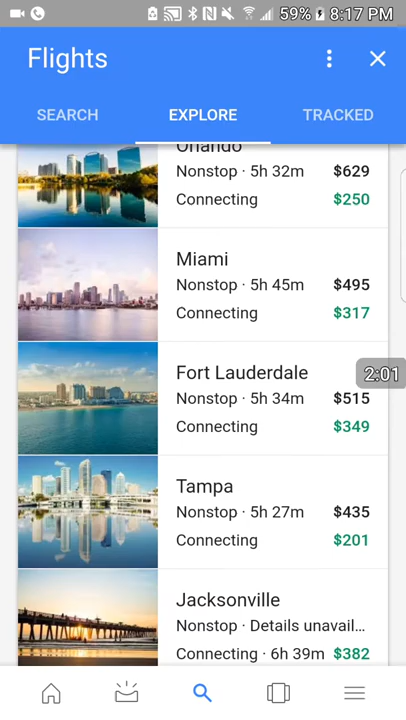 59% 8:17 PM
Flights
SEARCH EXPLORE TRACKED
Orlando
Nonstop · 5h 32m $629
Connecting $250
Miami
Nonstop · 5h 45m $495
Connecting $317
Fort Lauderdale
2:01
Nonstop · 5h 34m $515
Connecting $349
Tampa
Nonstop · 5h 27m $435
Connecting $201
Jacksonville
Nonstop · Details unavail...
Connecting · 6h 39m $382